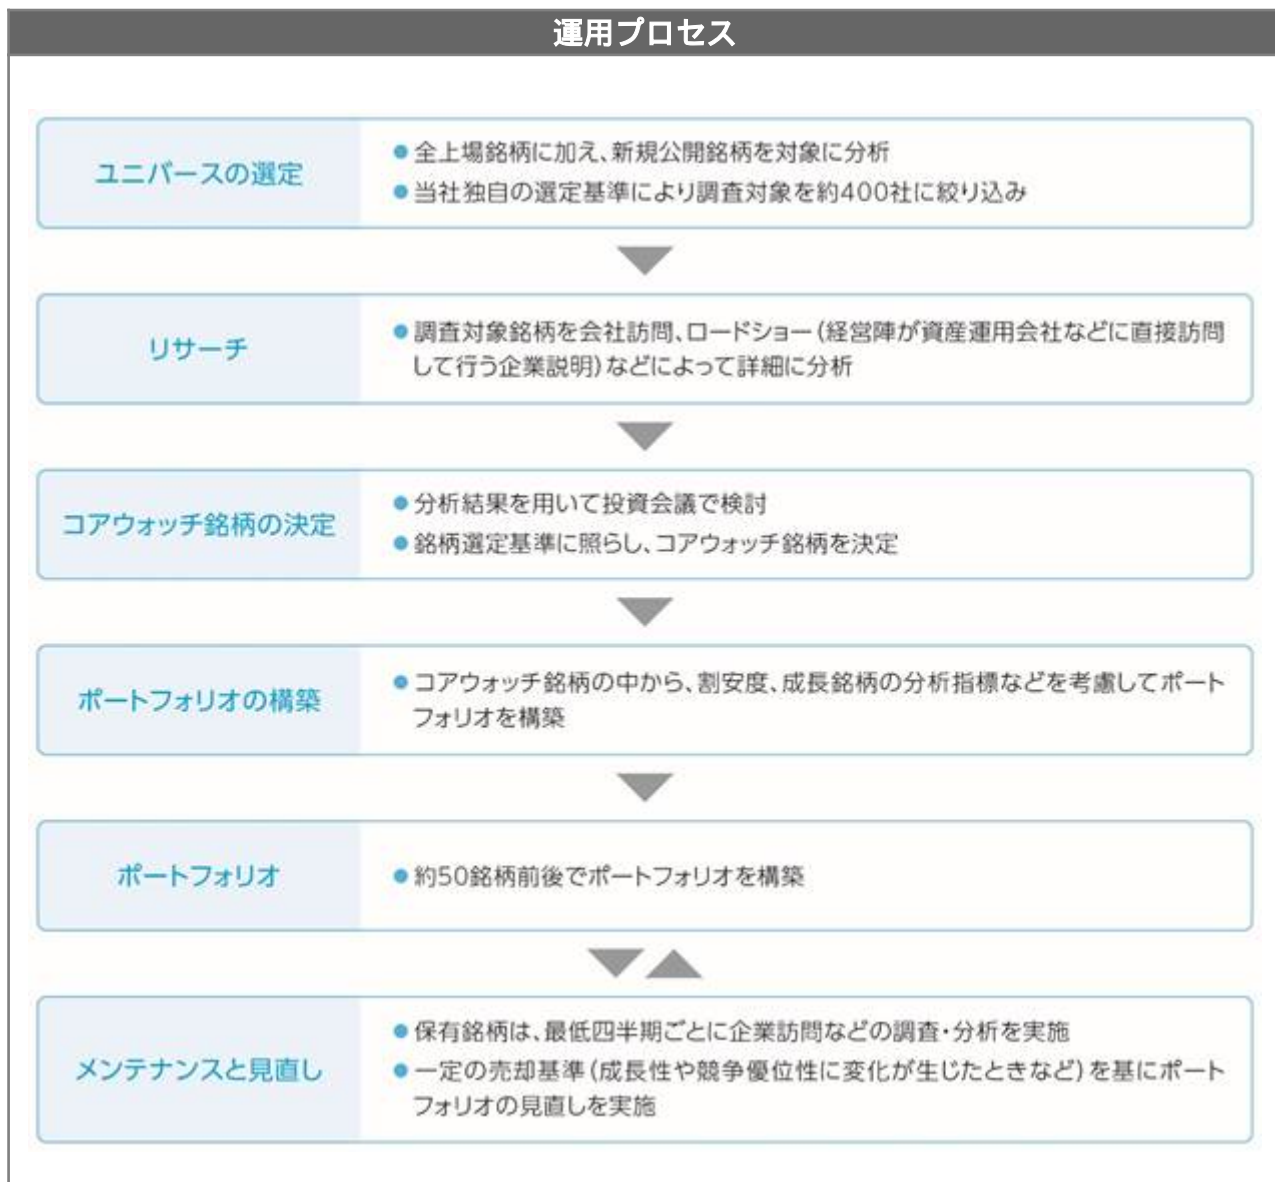 運用プロセス
ユニバースの選定
●全上場銘柄に加え、新規公開銘柄を対象に分析
●当社独自の選定基準により調査対象を約400社に絞り込み
リサーチ
●調査対象銘柄を会社訪問、ロードショー(経営陣が資産運用会社などに直接訪問
して行う企業説明)などによって詳細に分析
コアウォッチ銘柄の決定
●分析結果を用いて投資会議で検討
●銘柄選定基準に照らし、コアウォッチ銘柄を決定
ポートフォリオの構築
●コアウォッチ銘柄の中から、割安度、成長銘柄の分析指標などを考慮してポート
フォリオを構築
ポートフォリオ
●約50銘柄前後でポートフォリオを構築
メンテナンスと見直し
●保有銘柄は、最低四半期ごとに企業訪問などの調査・分析を実施
●一定の売却基準(成長性や競争優位性に変化が生じたときなど)を基にポート
フォリオの見直しを実施